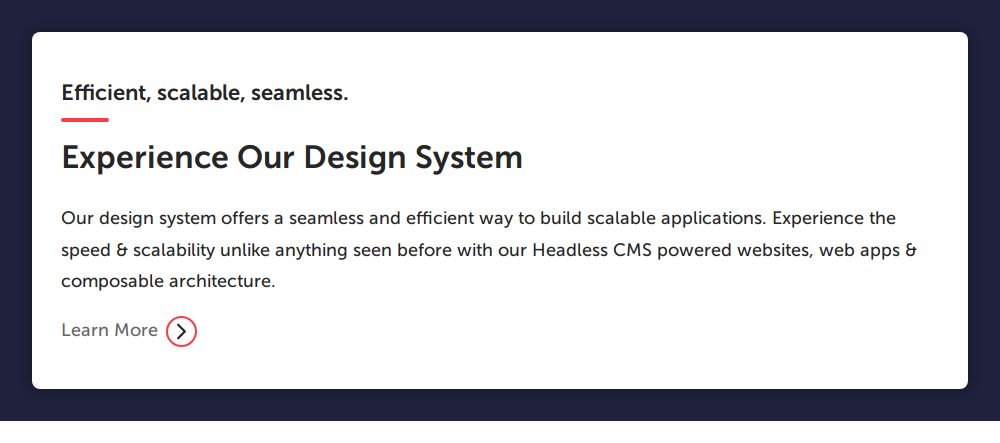 Efficient, scalable, seamless.
Experience Our Design System
Our design system offers a seamless and efficient way to build scalable applications. Experience the
speed & scalability unlike anything seen before with our Headless CMS powered websites, web apps &
composable architecture.
Learn More